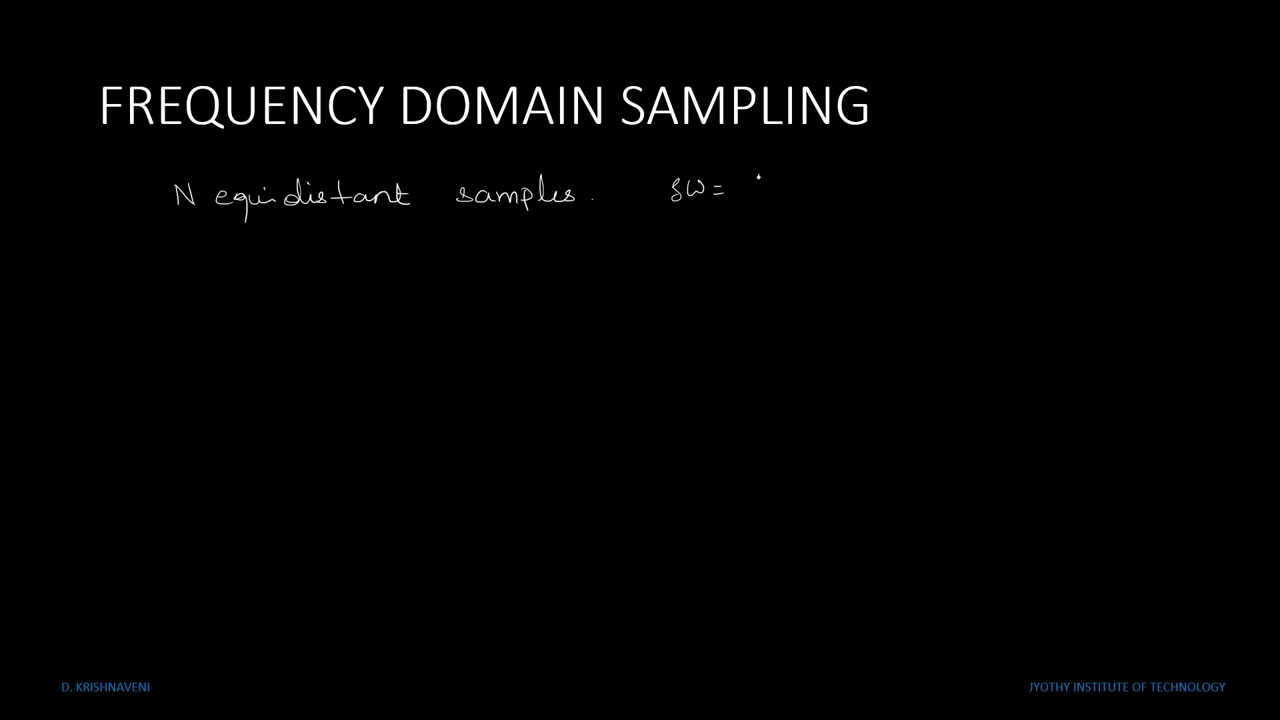 FREQUENCY DOMAIN SAMPLING
N equidistant samples. δω =
D. KRISHNAVENI
JYOTHY INSTITUTE OF TECHNOLOGY